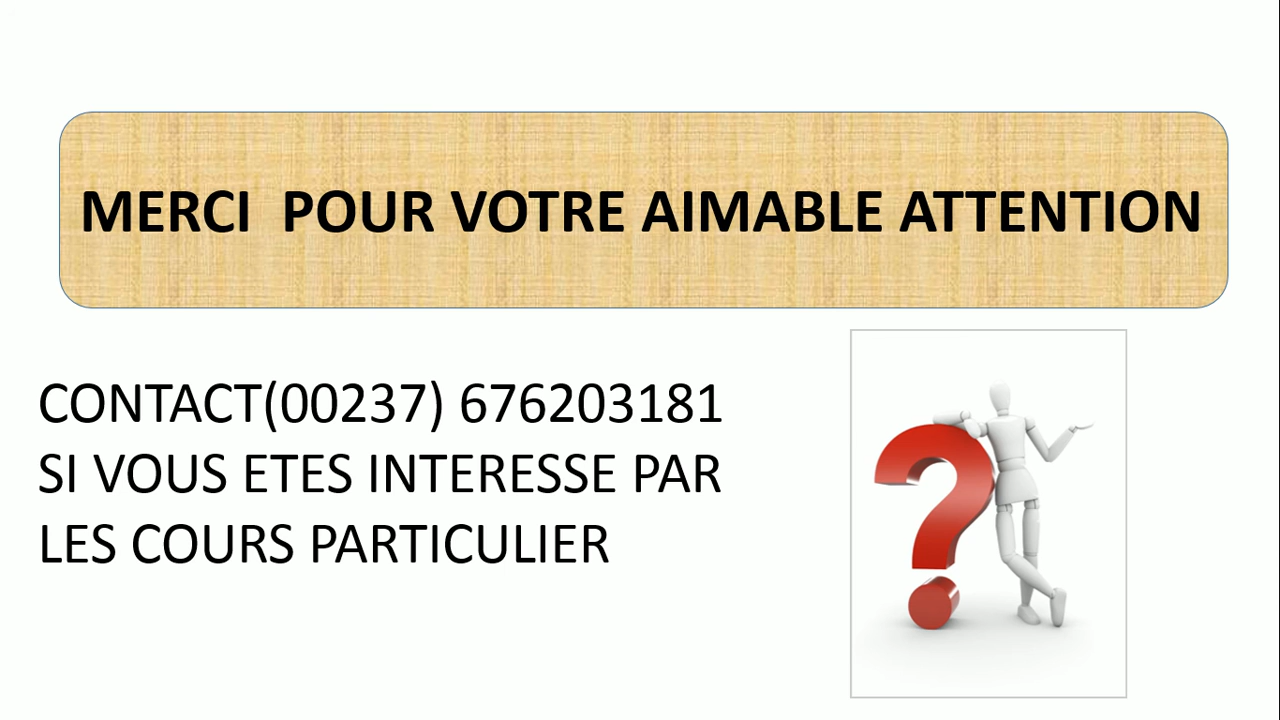 MERCI  POUR VOTRE AIMABLE ATTENTION
CONTACT(00237) 676203181
SI VOUS ETES INTERESSE PAR
LES COURS PARTICULIER